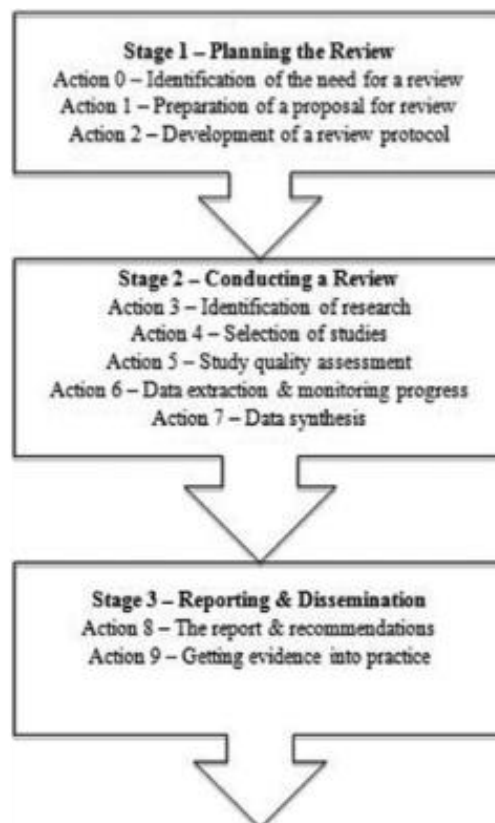 Stage 1 – Planning the Review
Action 0 – Identification of the need for a review
Action 1 – Preparation of a proposal for review
Action 2 – Development of a review protocol
Stage 2 – Conducting a Review
Action 3 – Identification of research
Action 4 – Selection of studies
Action 5 – Study quality assessment
Action 6 – Data extraction & monitoring progress
Action 7 – Data synthesis
Stage 3 – Reporting & Dissemination
Action 8 – The report & recommendations
Action 9 – Getting evidence into practice